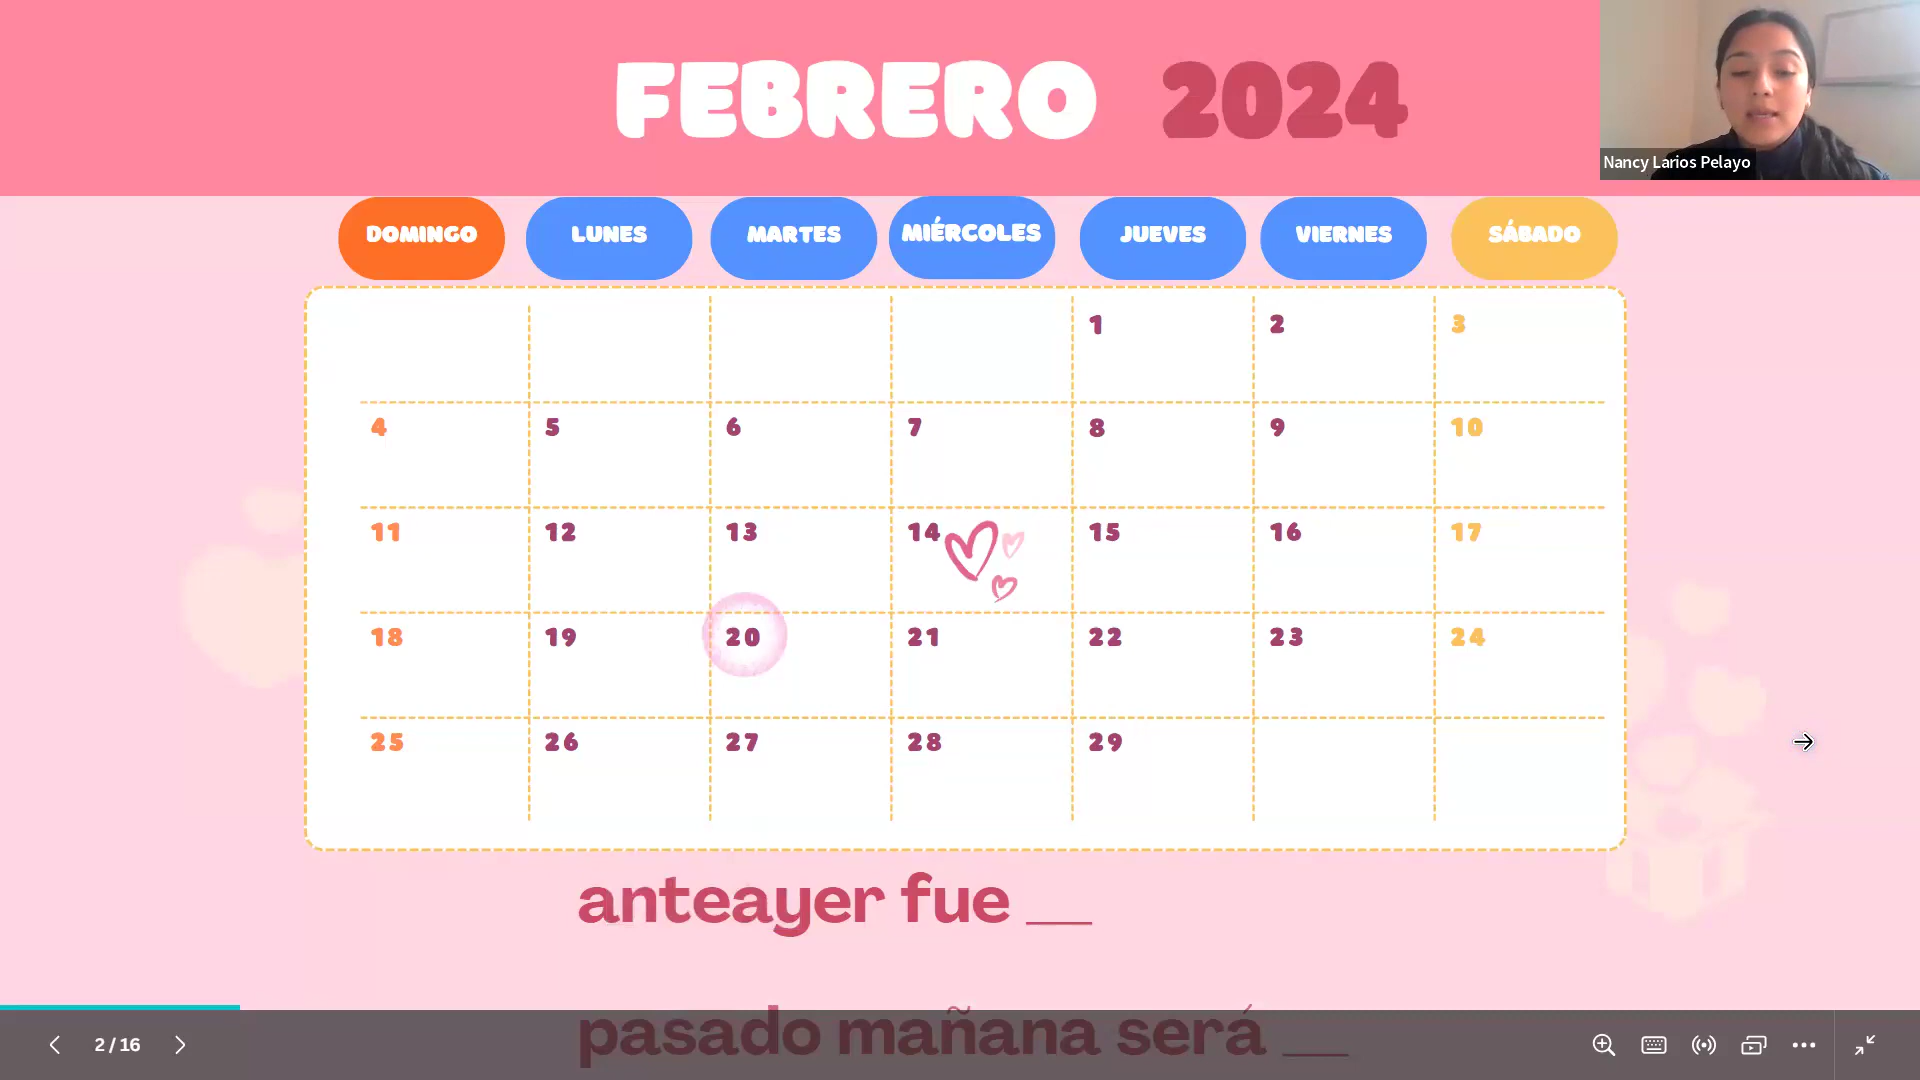 FEBRERO 2024
Nancy Larios Pelayo
DOMINGO LUNES MARTES MIÉRCOLES JUEVES VIERNES SÁBADO
1 2 3
4 5 6 7 8 9 10
11 12 13 14 15 16 17
18 19 20 21 22 23 24
25 26 27 28 29
anteayer fue __
pasado mañana será __
2 / 16